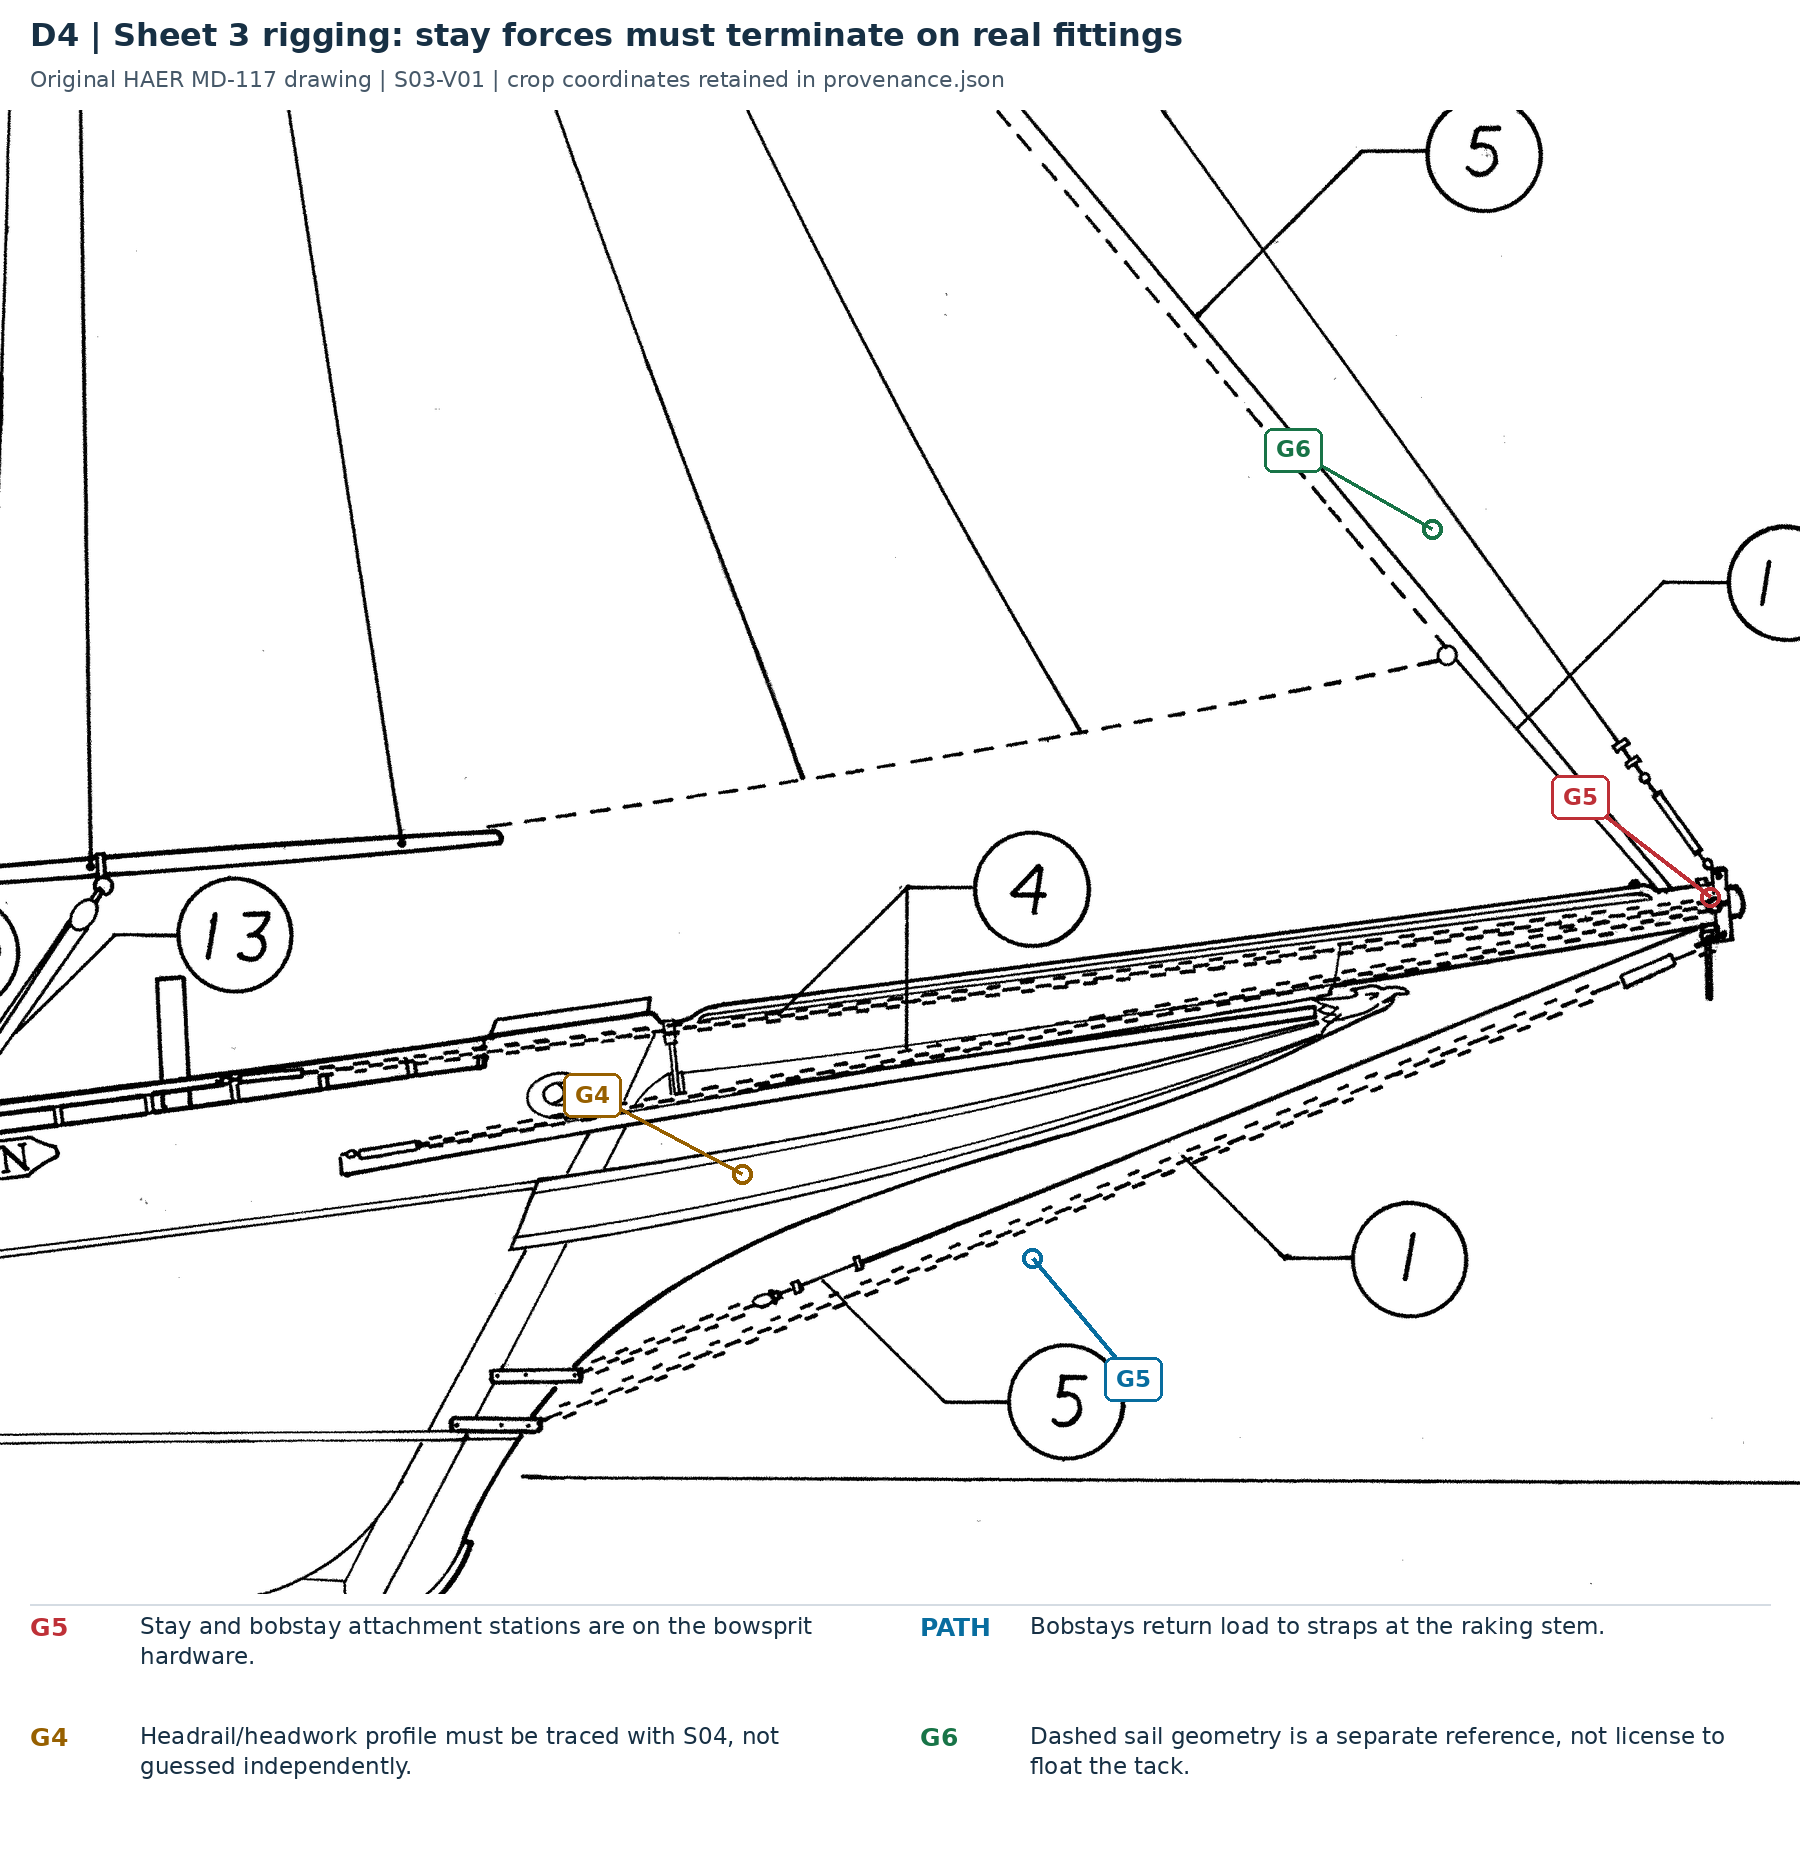 D4 | Sheet 3 rigging: stay forces must terminate on real fittings
Original HAER MD-117 drawing | S03-V01 | crop coordinates retained in provenance.json
5
G6
1
G5
4
13
G4
N
1
5
G5
G5
Stay and bobstay attachment stations are on the bowsprit
hardware.
PATH
Bobstays return load to straps at the raking stem.
G4
Headrail/headwork profile must be traced with S04, not
guessed independently.
G6
Dashed sail geometry is a separate reference, not license to
float the tack.